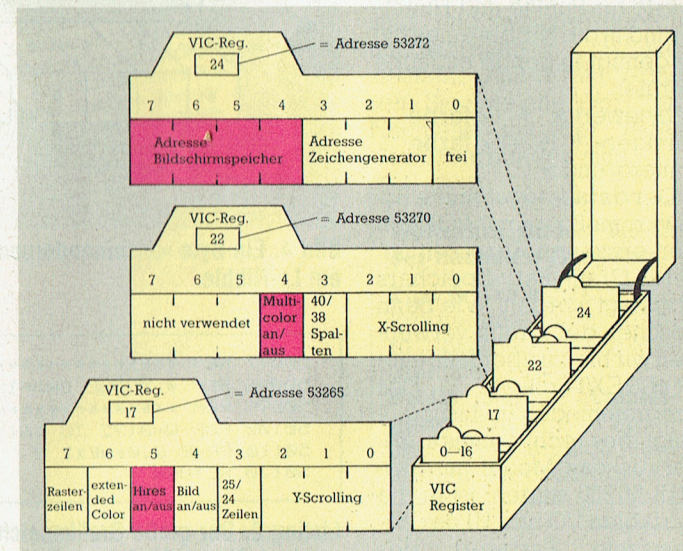 VIC-Reg.
24
= Adresse 53272
7 6 5 4 3 2 1 0
Adresse
Bildschirmspeicher
Adresse
Zeichengenerator
frei
VIC-Reg.
22
= Adresse 53270
7 6 5 4 3 2 1 0
nicht verwendet
Multi-
color
an/
aus
40/
38
Spal-
ten
X-Scrolling
VIC-Reg.
17
= Adresse 53265
7 6 5 4 3 2 1 0
Raster-
zeilen
exten-
ded
Color
Hires
an/aus
Bild
an/aus
25/
24
Zeilen
Y-Scrolling
24
22
17
0—16
VIC
Register